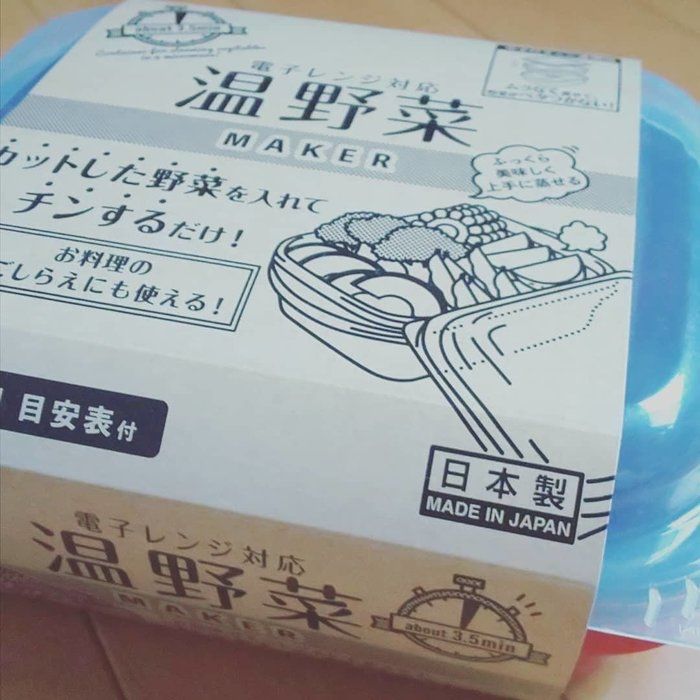 about 3.5min
電子レンジ対応
温野菜
MAKER
ふっくら
美味しく
上手に蒸せる
カットした野菜を入れて
チンするだけ!
お料理の
ごしらえにも使える!
目安表付
日本製
MADE IN JAPAN
電子レンジ対応
温野菜
MAKER
about 3.5min